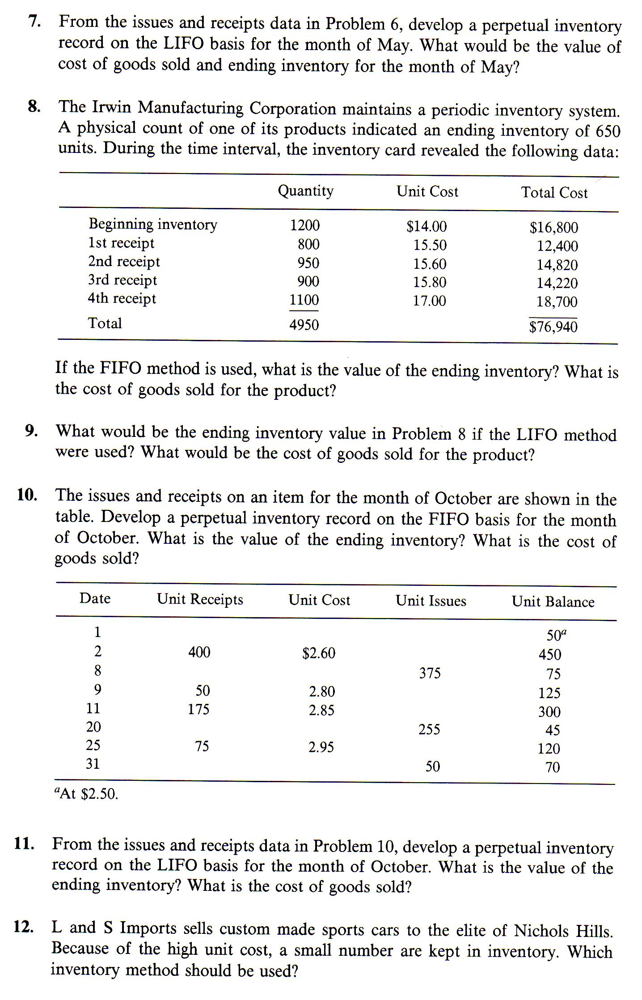 7. From the issues and receipts data in Problem 6, develop a perpetual inventory
record on the LIFO basis for the month of May. What would be the value of
cost of goods sold and ending inventory for the month of May?
8. The Irwin Manufacturing Corporation maintains a periodic inventory system.
A physical count of one of its products indicated an ending inventory of 650
units. During the time interval, the inventory card revealed the following data:
Quantity Unit Cost Total Cost
Beginning inventory 1200 $14.00 $16,800
1st receipt 800 15.50 12,400
2nd receipt 950 15.60 14,820
3rd receipt 900 15.80 14,220
4th receipt 1100 17.00 18,700
Total 4950 $76,940
If the FIFO method is used, what is the value of the ending inventory? What is
the cost of goods sold for the product?
9. What would be the ending inventory value in Problem 8 if the LIFO method
were used? What would be the cost of goods sold for the product?
10. The issues and receipts on an item for the month of October are shown in the
table. Develop a perpetual inventory record on the FIFO basis for the month
of October. What is the value of the ending inventory? What is the cost of
goods sold?
Date Unit Receipts Unit Cost Unit Issues Unit Balance
1 50a
2 400 $2.60 450
8 375 75
9 50 2.80 125
11 175 2.85 300
20 255 45
25 75 2.95 120
31 50 70
aAt $2.50.
11. From the issues and receipts data in Problem 10, develop a perpetual inventory
record on the LIFO basis for the month of October. What is the value of the
ending inventory? What is the cost of goods sold?
12. L and S Imports sells custom made sports cars to the elite of Nichols Hills.
Because of the high unit cost, a small number are kept in inventory. Which
inventory method should be used?